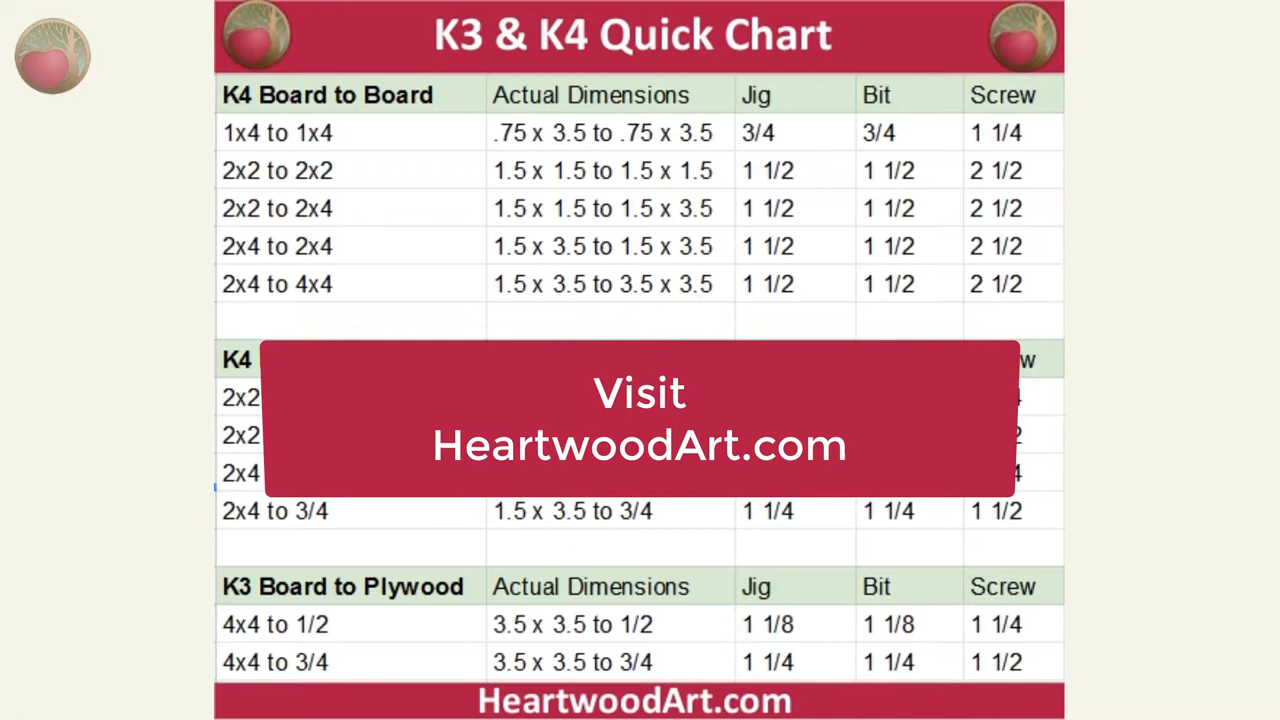 K3 & K4 Quick Chart
K4 Board to Board Actual Dimensions Jig Bit Screw
1x4 to 1x4 .75 x 3.5 to .75 x 3.5 3/4 3/4 1 1/4
2x2 to 2x2 1.5 x 1.5 to 1.5 x 1.5 1 1/2 1 1/2 2 1/2
2x2 to 2x4 1.5 x 1.5 to 1.5 x 3.5 1 1/2 1 1/2 2 1/2
2x4 to 2x4 1.5 x 3.5 to 1.5 x 3.5 1 1/2 1 1/2 2 1/2
2x4 to 4x4 1.5 x 3.5 to 3.5 x 3.5 1 1/2 1 1/2 2 1/2
K4
2x2
2x2
2x4
Visit
HeartwoodArt.com
2x4 to 3/4 1.5 x 3.5 to 3/4 1 1/4 1 1/4 1 1/2
K3 Board to Plywood Actual Dimensions Jig Bit Screw
4x4 to 1/2 3.5 x 3.5 to 1/2 1 1/8 1 1/8 1 1/4
4x4 to 3/4 3.5 x 3.5 to 3/4 1 1/4 1 1/4 1 1/2
HeartwoodArt.com